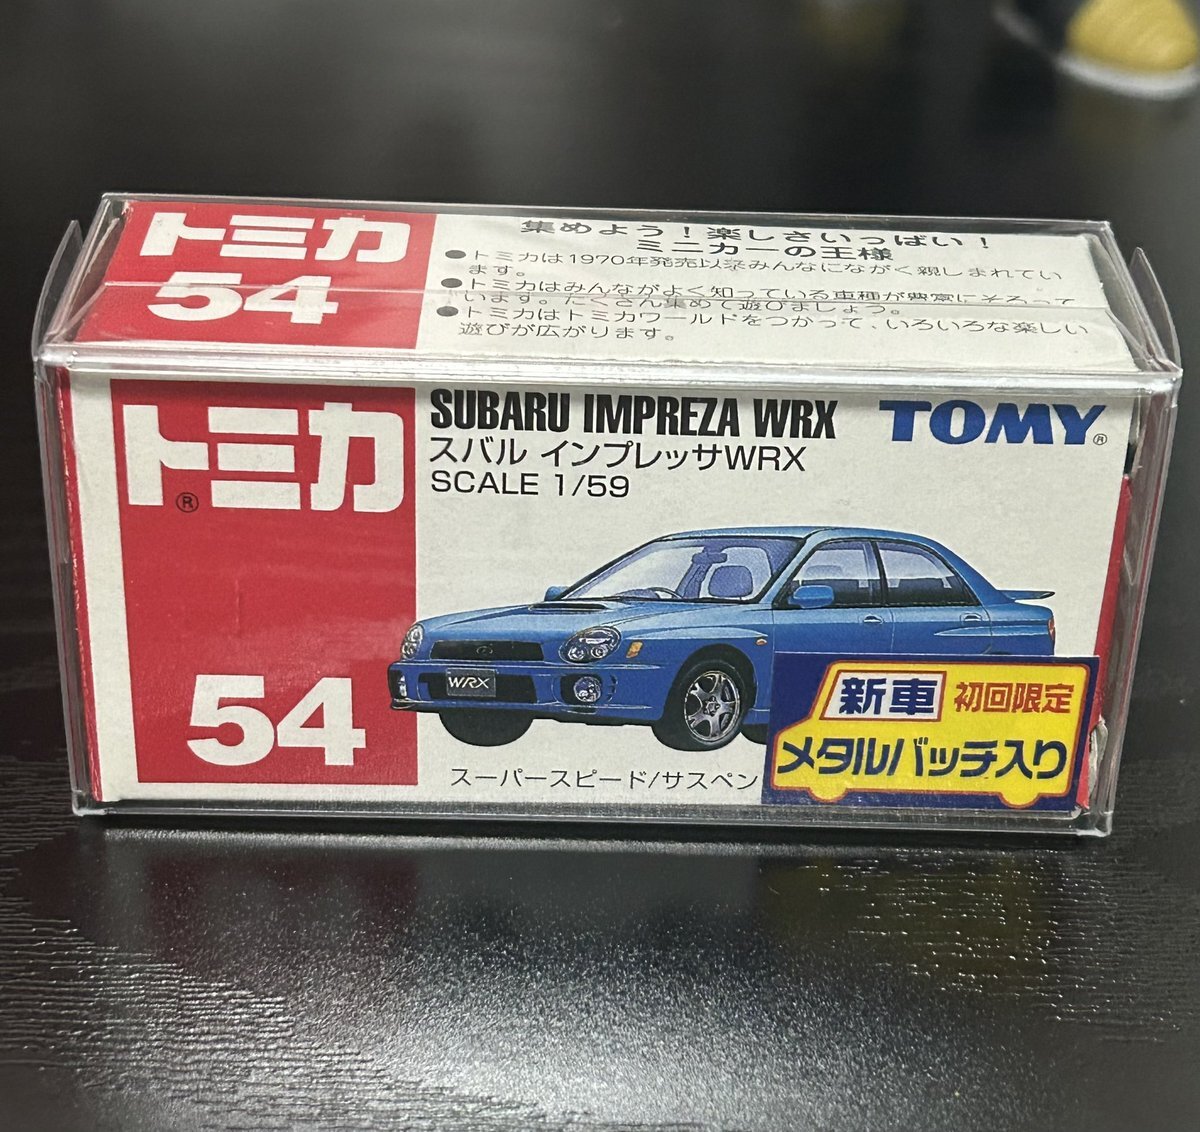 トミカ
54
集めよう!楽しさいっぱい!
ミニカーの王様
●トミカは1970年発売以来みんなにながく親しまれてい
ます。
●トミカはみんながよく知っている車種が豊富にそろって
います。たくさん集めて遊びましょう。
●トミカはトミカワールドをつかって、いろいろな楽しい
遊びが広がります。
トミカ®
54
SUBARU IMPREZA WRX
スバル インプレッサWRX
SCALE 1/59
TOMY®
WRX
スーパースピード/サスペン
新車 初回限定
メタルバッチ入り